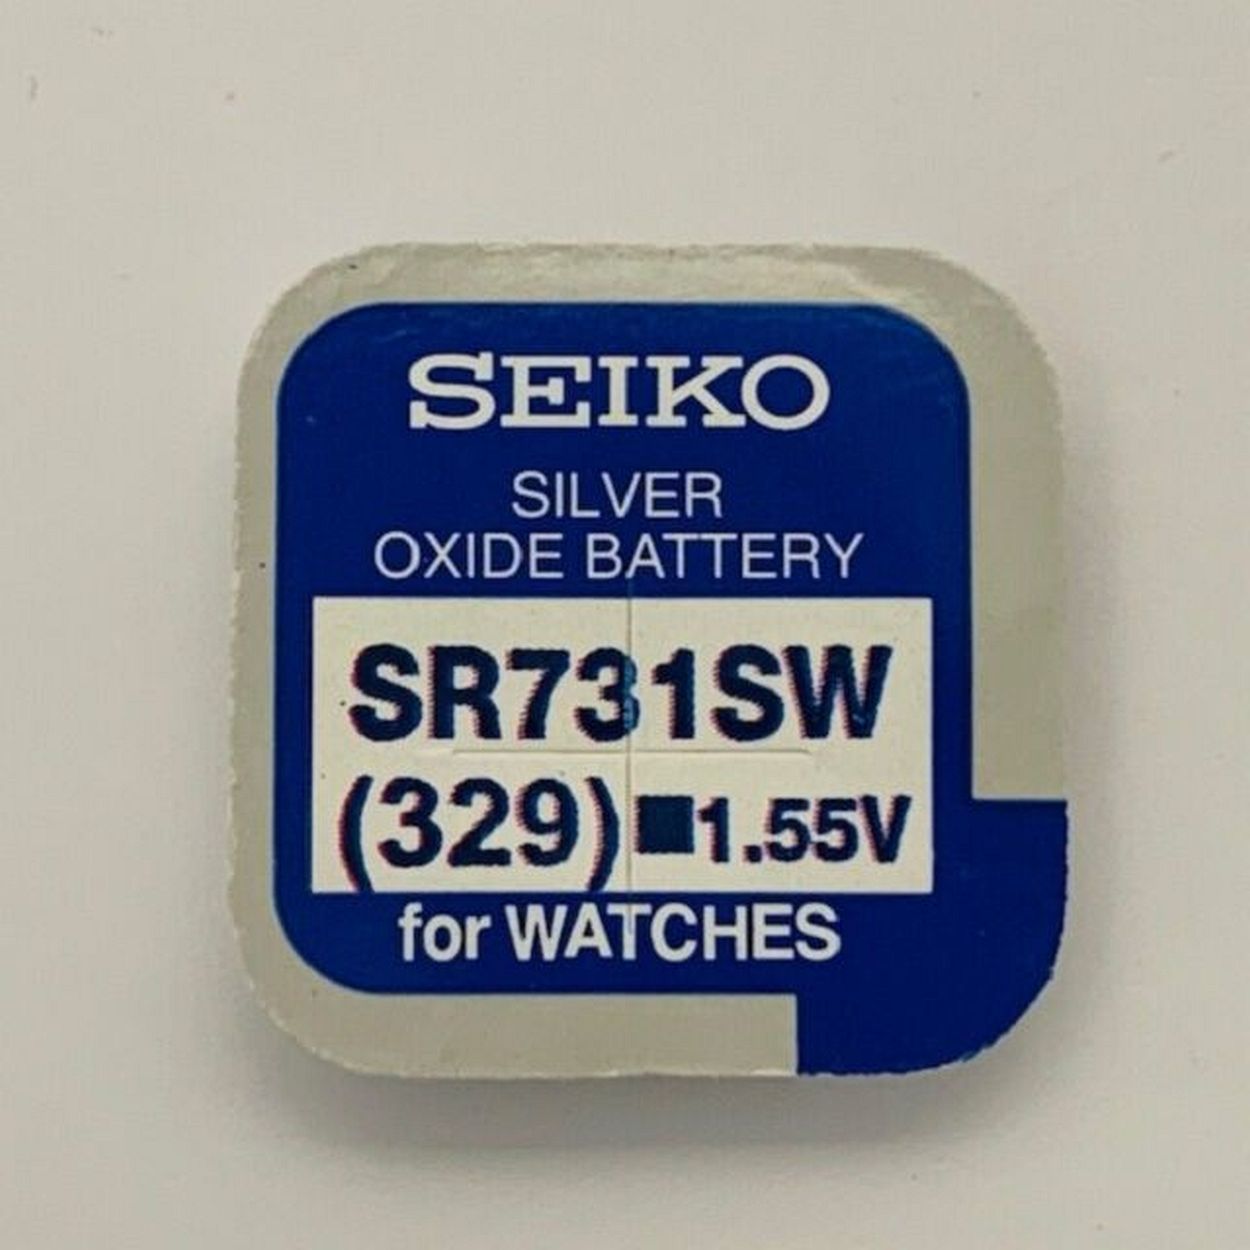 SEIKO
SILVER
OXIDE BATTERY
SR731SW
(329)■1.55V
for WATCHES